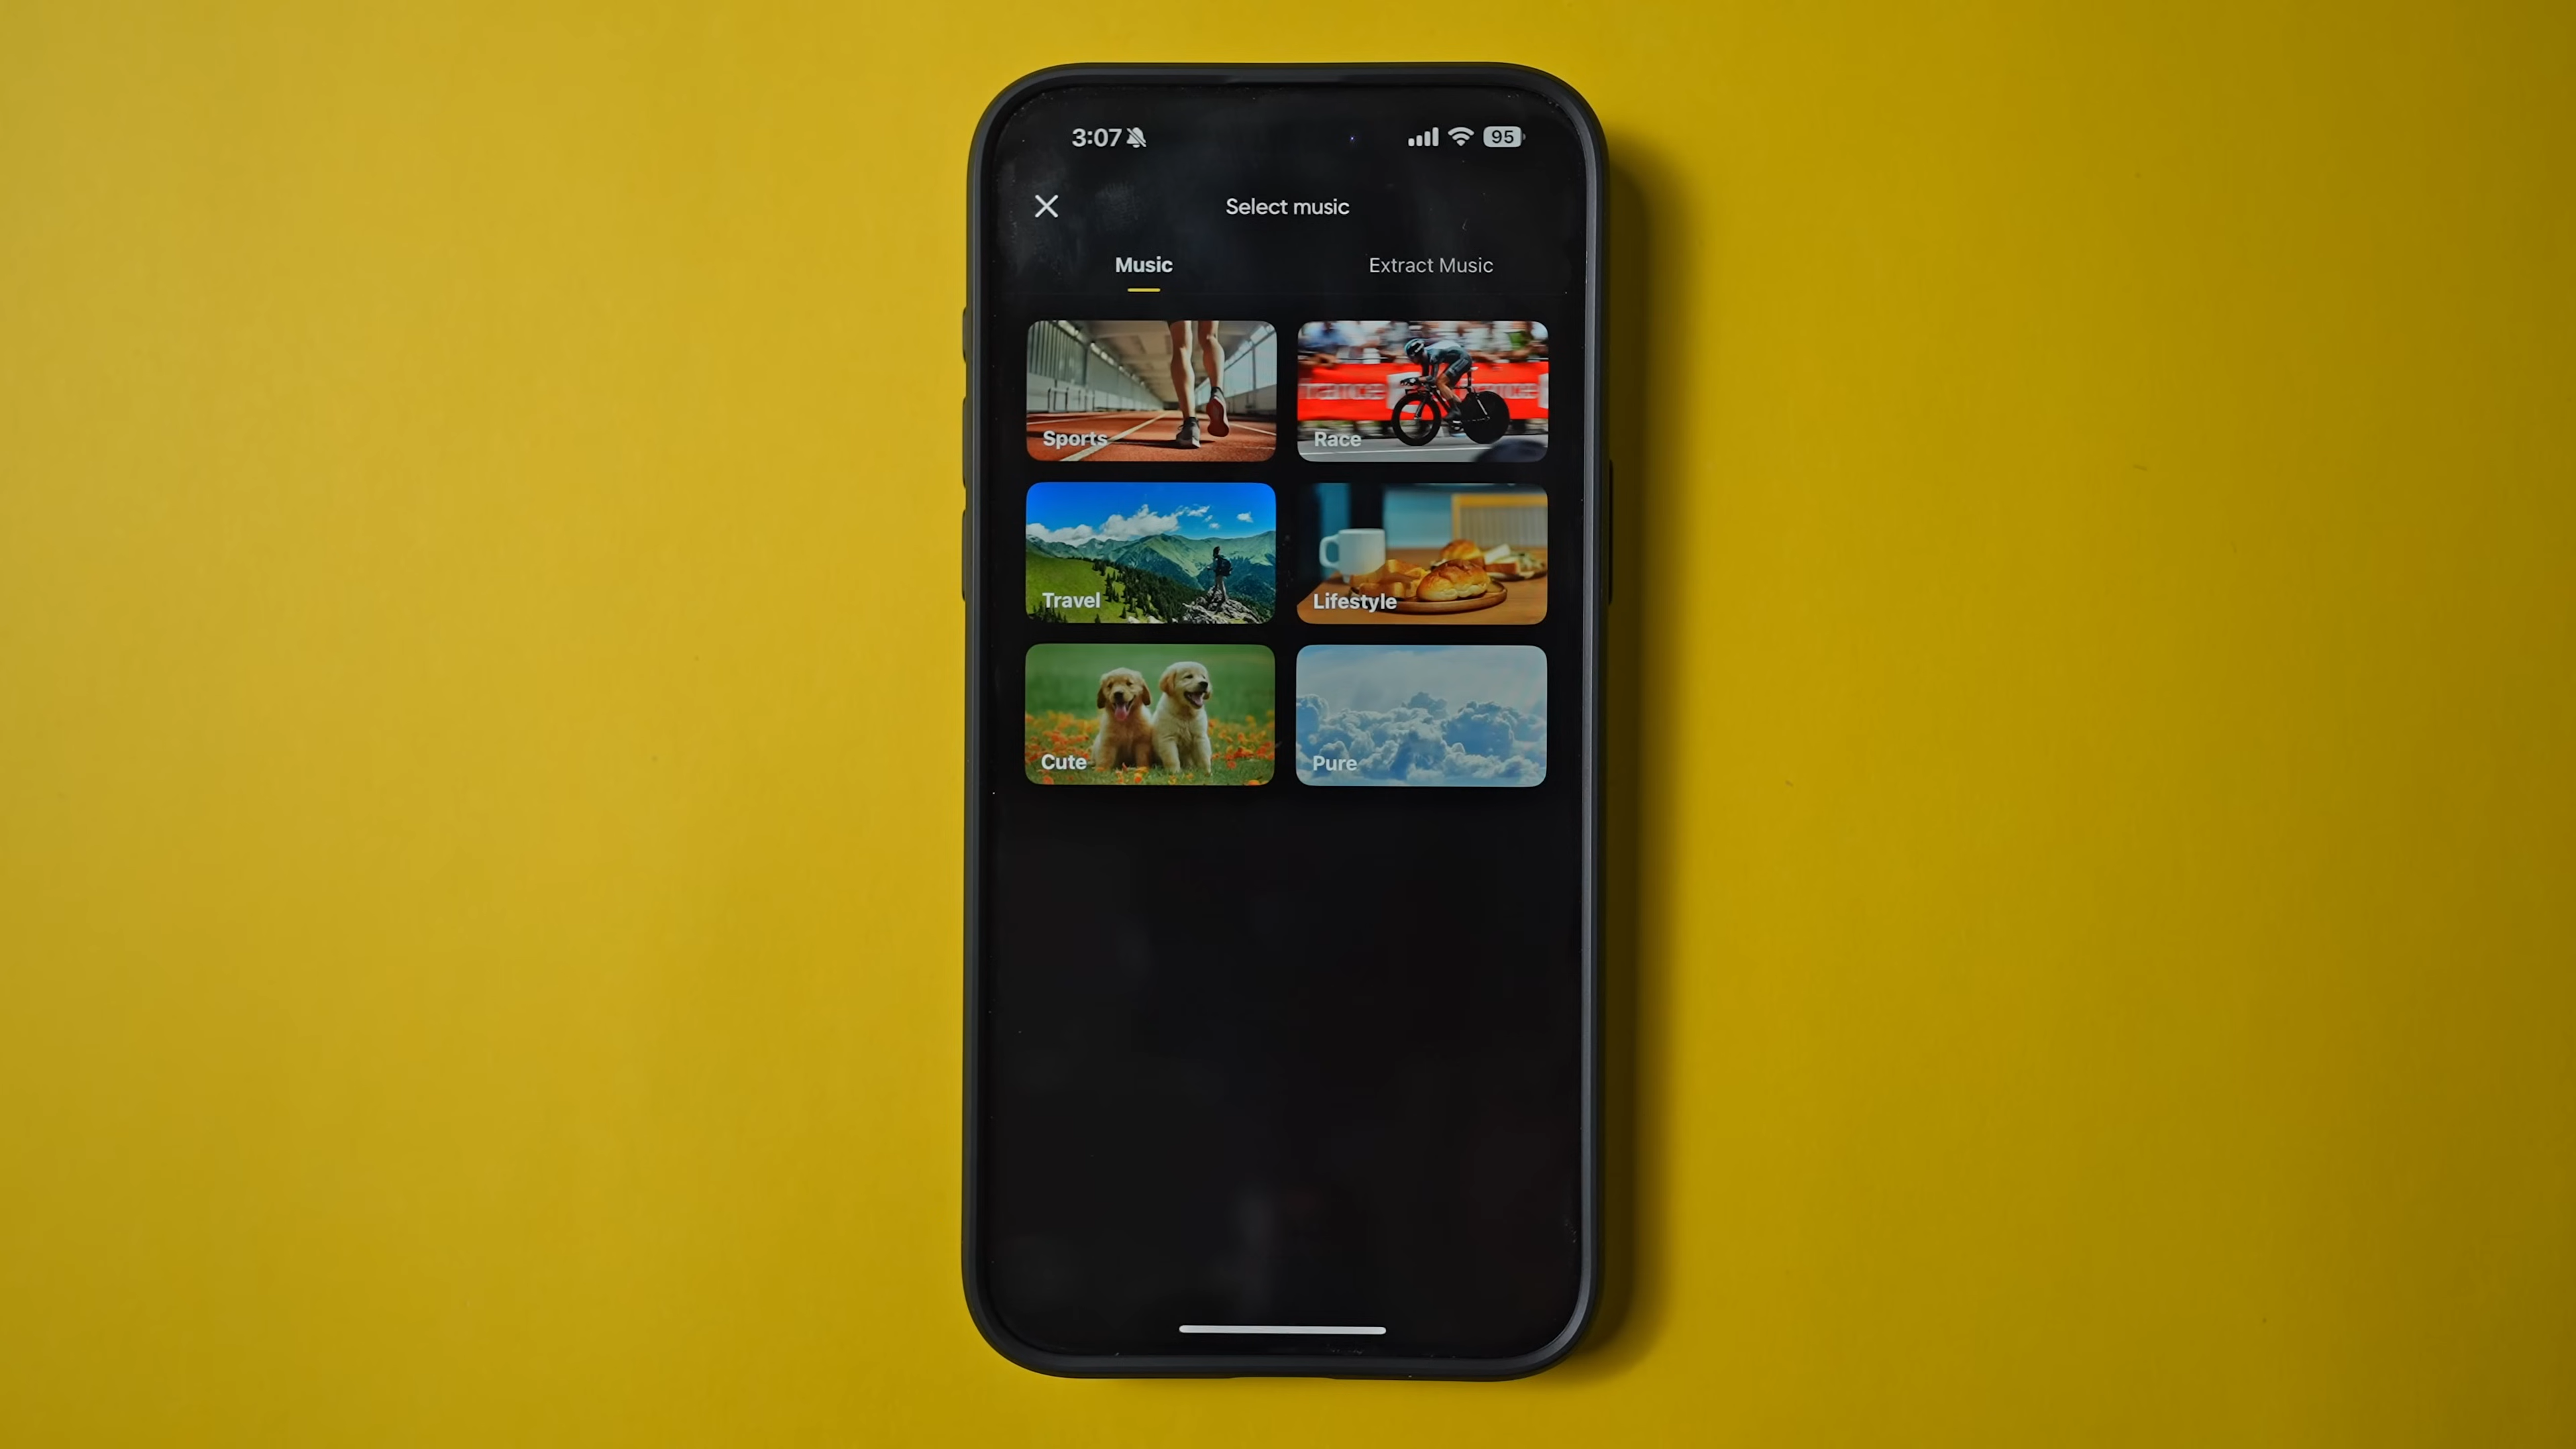 3:07
95
Select music
Music
Extract Music
Sports
Race
Travel
Lifestyle
Cute
Pure